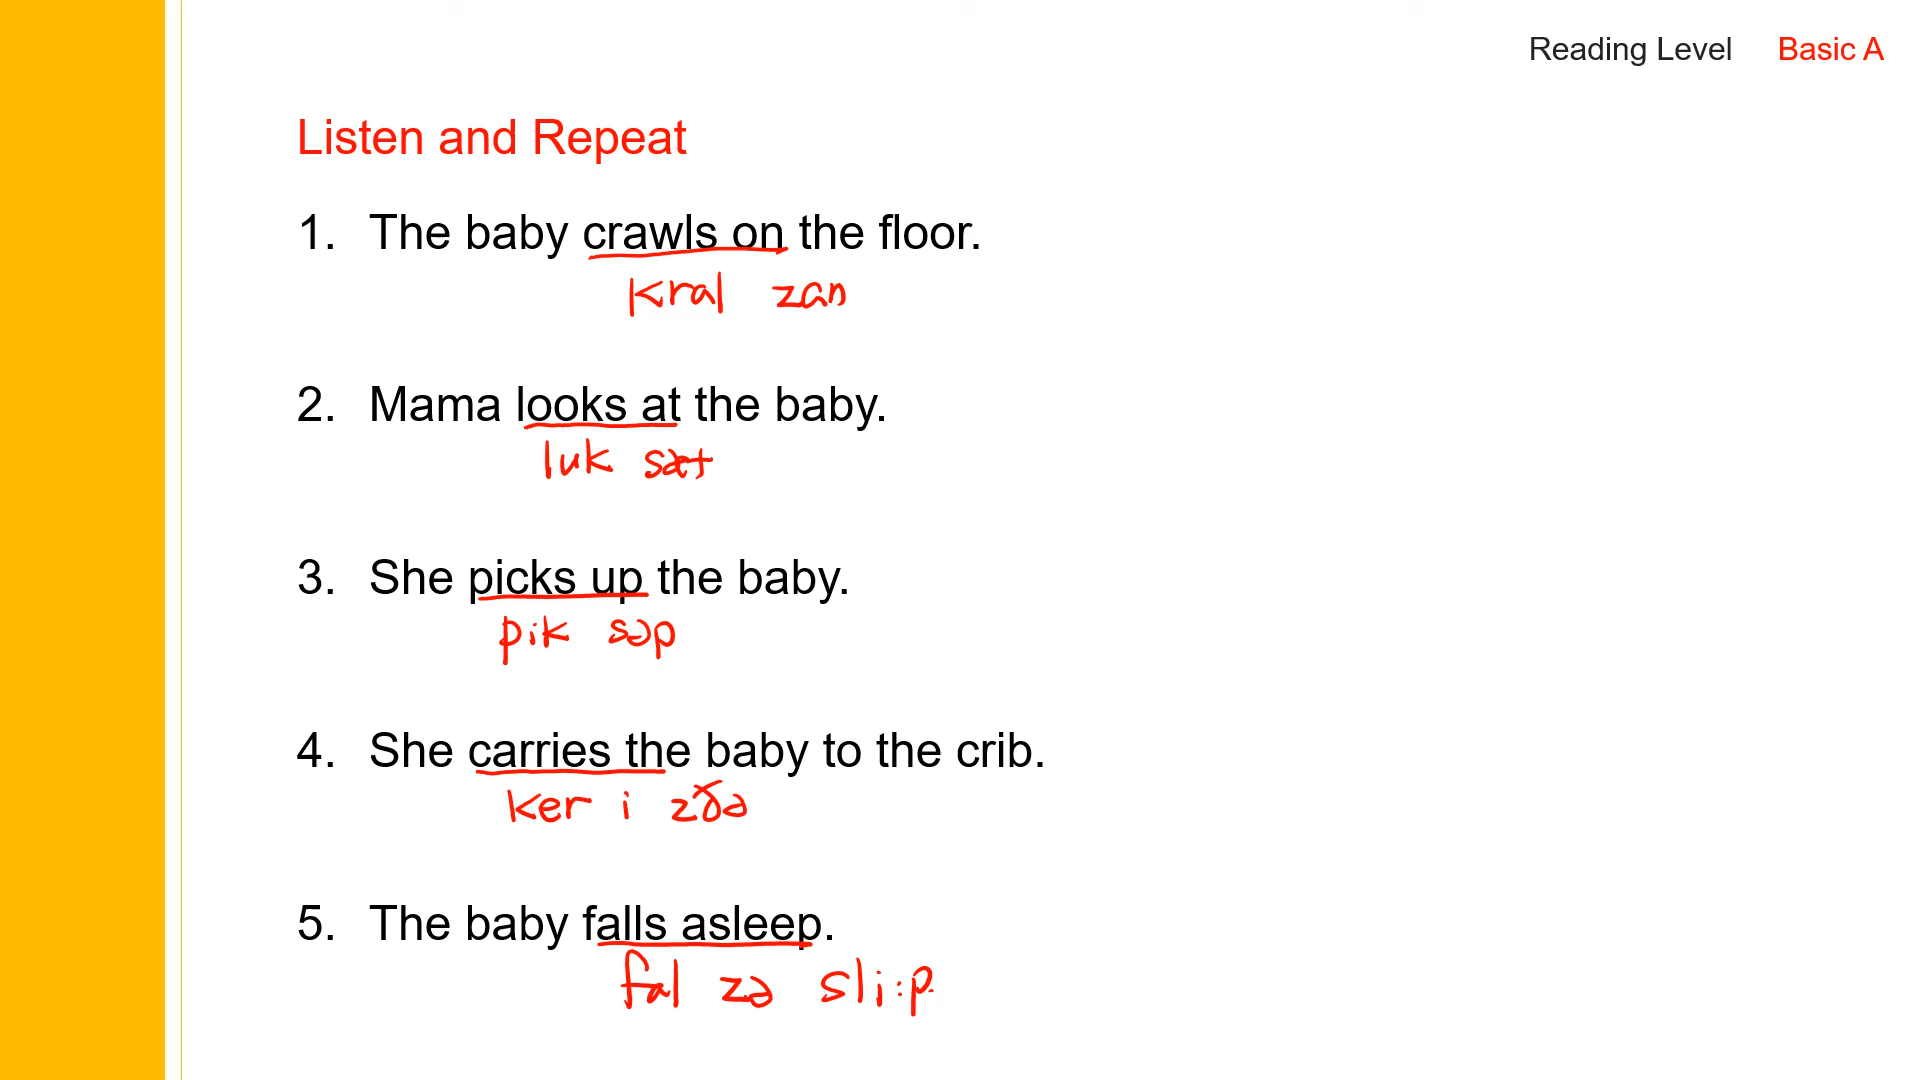 Reading Level Basic A
Listen and Repeat
1. The baby crawls on the floor.
kral zan
2. Mama looks at the baby.
luk sæt
3. She picks up the baby.
pik səp
4. She carries the baby to the crib.
ker i zðə
5. The baby falls asleep.
fal zə sli:p